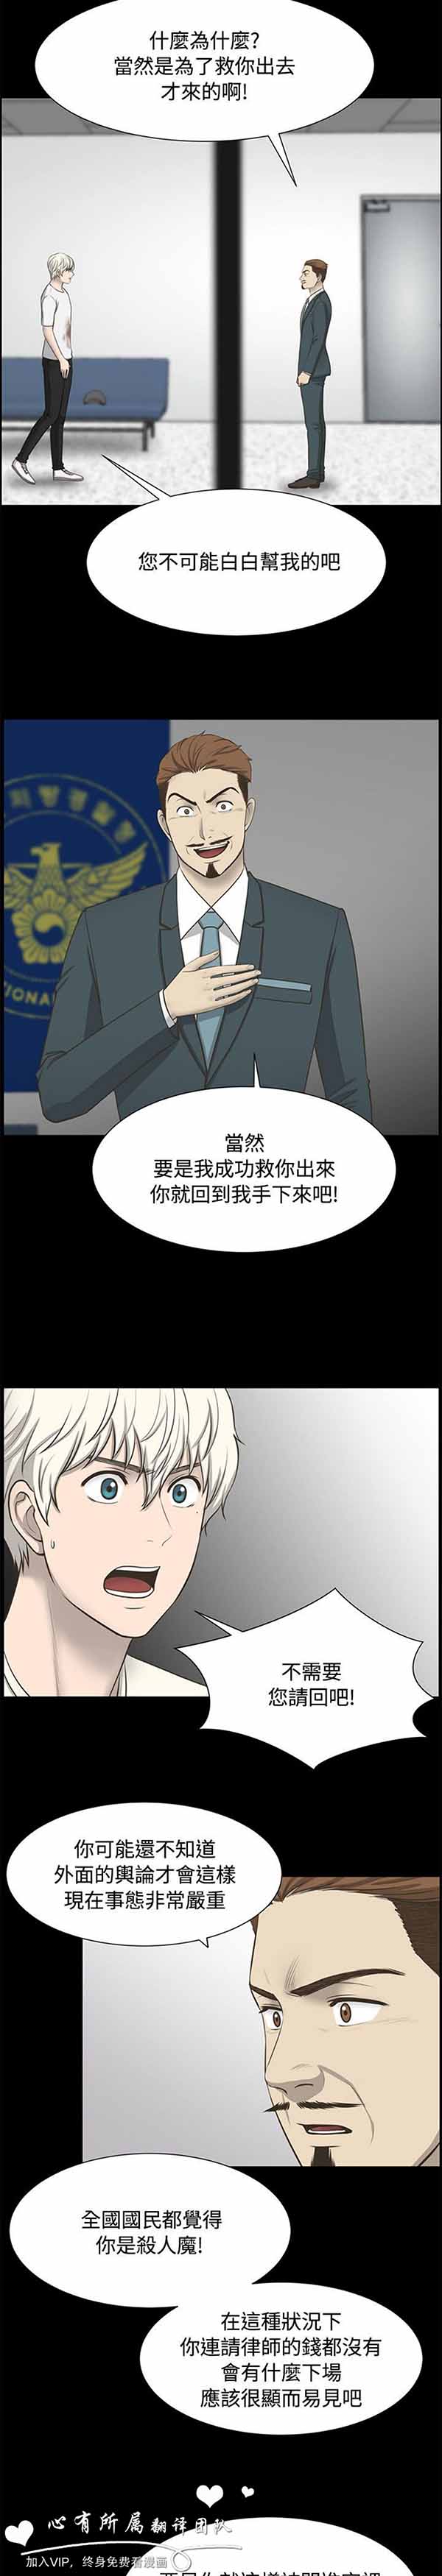 什麼為什麼?
當然是為了救你出去
才來的啊!
您不可能白白幫我的吧
지방경찰청
TIONAL
當然
要是我成功救你出來
你就回到我手下來吧!
不需要
您請回吧!
你可能還不知道
外面的輿論才會這樣
現在事態非常嚴重
全國國民都覺得
你是殺人魔!
在這種狀況下
你連請律師的錢都沒有
會有什麼下場
應該很顯而易見吧
心有所属翻译团队
加入VIP，终身免费看漫画